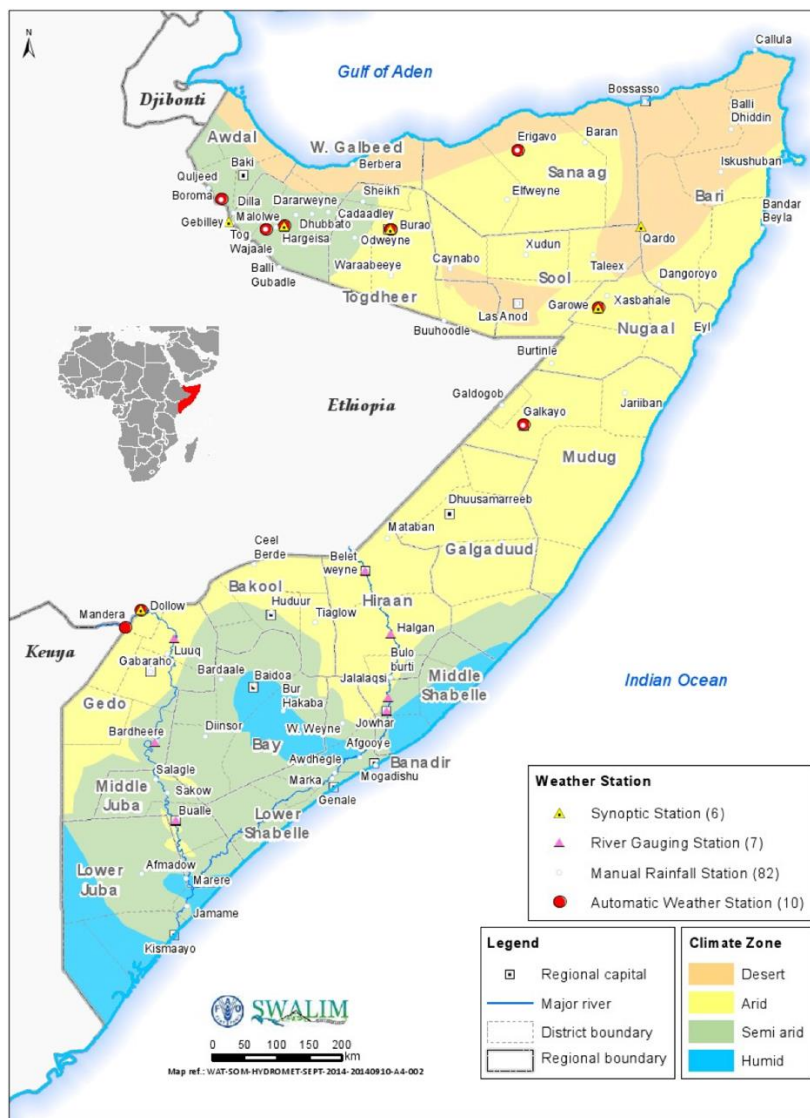 N
Gulf of Aden
Djibouti
Callula
Bossasso
Balli
Dhiddin
Awdal
W. Galbeed
Erigavo
Baran
Baki
Berbera
Sanaag
Iskushuban
Quljeed
Sheikh
Elfweyne
Bari
Boroma
Dilla
Dararweyne
Bandar
Beyla
Malolwe
Cadaadley
Gebilley
Dhubbato
Burao
Qardo
Tog
Wajaale
Hargeisa
Odweyne
Xudun
Balli
Gubadle
Waraabeeye
Caynabo
Sool
Taleex
Dangoroyo
Togdheer
Las Anod
Garowe
Xasbahale
Buuhoodle
Nugaal
Eyl
Burtinle
Ethiopia
Galdogob
Jariiban
Galkayo
Mudug
Dhuusamarreeb
Mataban
Galgaduud
Ceel
Berde
Belet
weyne
Bakool
Hiraan
Mandera
Dollow
Huduur
Tiaglow
Halgan
Kenya
Luuq
Bulo
burti
Gabaraho
Bardaale
Baidoa
Jalalaqsi
Middle
Shabelle
Indian Ocean
Gedo
Bur
Hakaba
Bardheere
Diinsor
W. Weyne
Jowhar
Bay
Afgooye
Awdhegle
Banadir
Salagle
Marka
Mogadishu
Middle
Juba
Sakow
Genale
Bualle
Lower
Shabelle
Lower
Juba
Afmadow
Marere
Jamame
Kismaayo
Weather Station
Synoptic Station (6)
River Gauging Station (7)
Manual Rainfall Station (82)
Automatic Weather Station (10)
Legend
Regional capital
Major river
District boundary
Regional boundary
Climate Zone
Desert
Arid
Semi arid
Humid
FAO
SWALIM
0 50 100 200
km
Map ref.: WAT-SOM-HYDROMET-SEPT-2014-20140910-A4-002